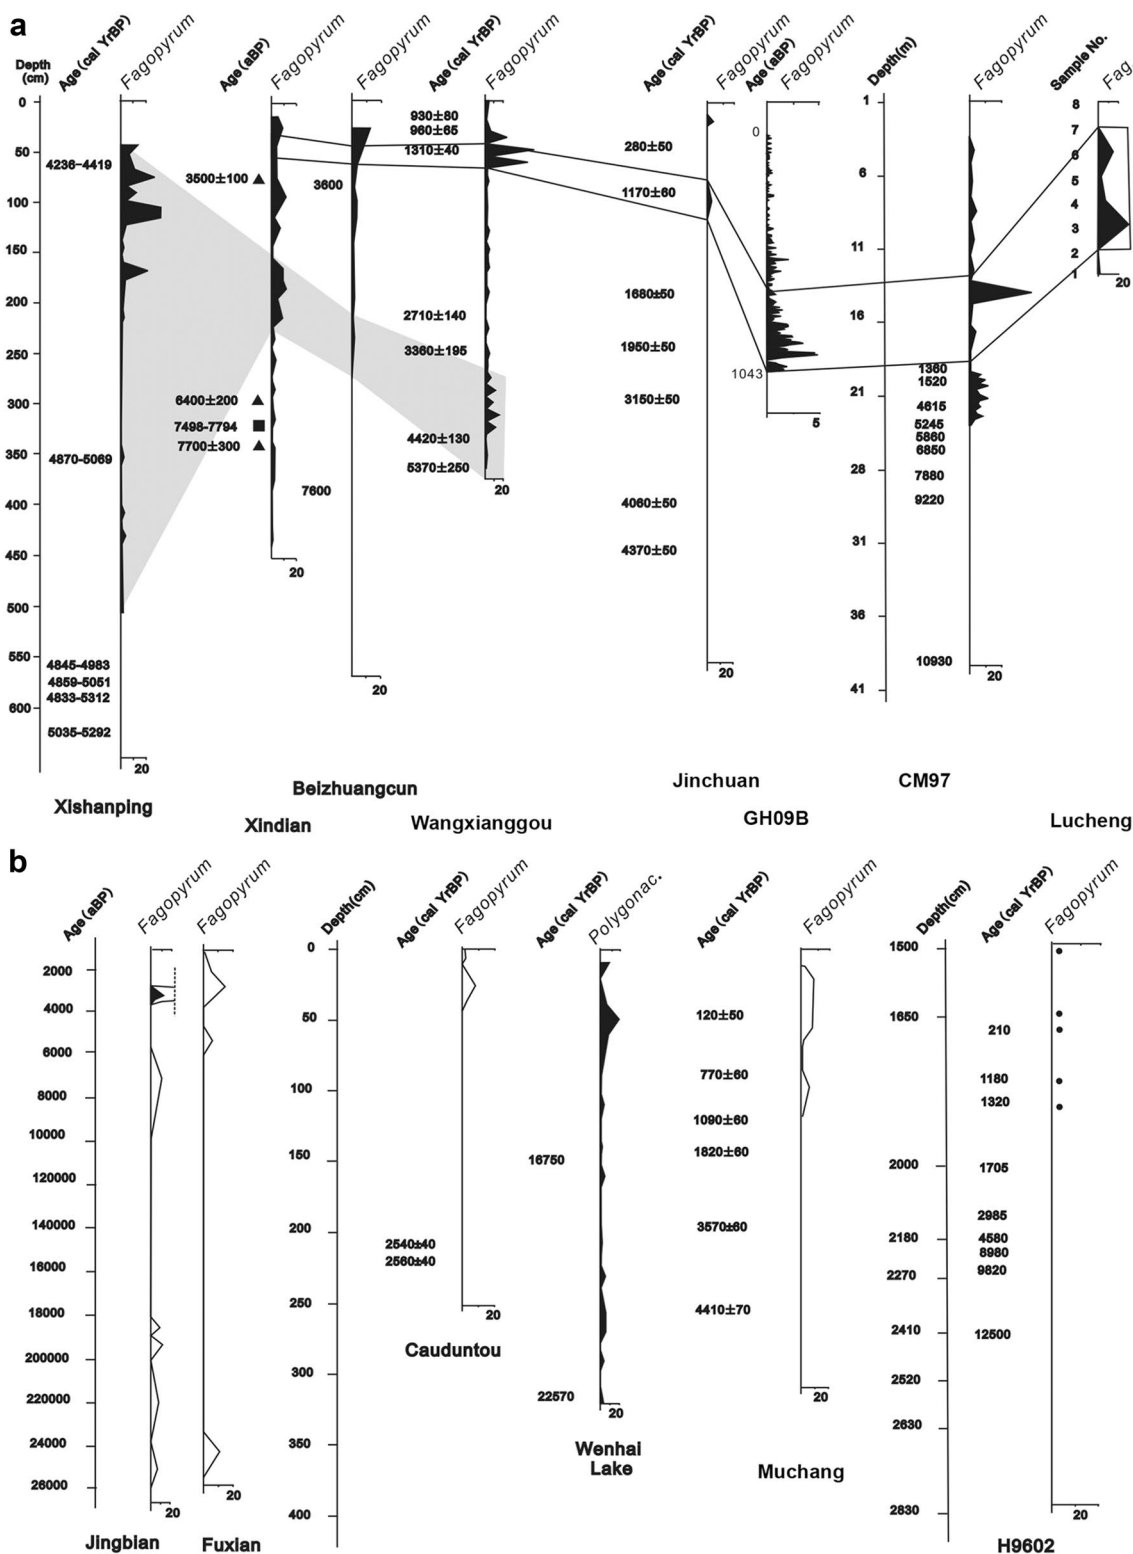 a
Depth
(cm)
Age (cal YrBP)
Fagopyrum
Age (aBP)
Fagopyrum
Fagopyrum
Age (cal YrBP)
Fagopyrum
Age (cal YrBP)
Fagopyrum
Age (aBP)
Fagopyrum
Depth(m)
Fagopyrum
Sample No.
Fag
0
50
100
150
200
250
300
350
400
450
500
550
600
4236-4419
4870-5069
4845-4983
4859-5051
4833-5312
5035-5292
20
Xishanping
3500±100
6400±200
7498-7794
7700±300
20
Xindian
3600
7600
20
Beizhuangcun
930±80
960±65
1310±40
2710±140
3360±195
4420±130
5370±250
20
Wangxianggou
280±50
1170±60
1680±50
1950±50
3150±50
4060±50
4370±50
20
Jinchuan
0
1043
5
GH09B
1
6
11
16
21
28
31
36
41
1360
1520
4615
5245
5860
6850
7880
9220
10930
20
CM97
8
7
6
5
4
3
2
1
20
Lucheng
b
Age (aBP)
Fagopyrum
Fagopyrum
Depth(cm)
Age (cal YrBP)
Fagopyrum
Age (cal YrBP)
Polygonac.
Age (cal YrBP)
Fagopyrum
Depth(cm)
Age (cal YrBP)
Fagopyrum
2000
4000
6000
8000
10000
120000
140000
16000
18000
200000
220000
24000
26000
20
Jingbian
20
Fuxian
0
50
100
150
200
250
300
350
400
2540±40
2560±40
20
Cauduntou
16750
22570
20
Wenhai
Lake
120±50
770±60
1090±60
1820±60
3570±60
4410±70
20
Muchang
1500
1650
2000
2180
2270
2410
2520
2630
2830
210
1180
1320
1705
2985
4580
8980
9820
12500
20
H9602